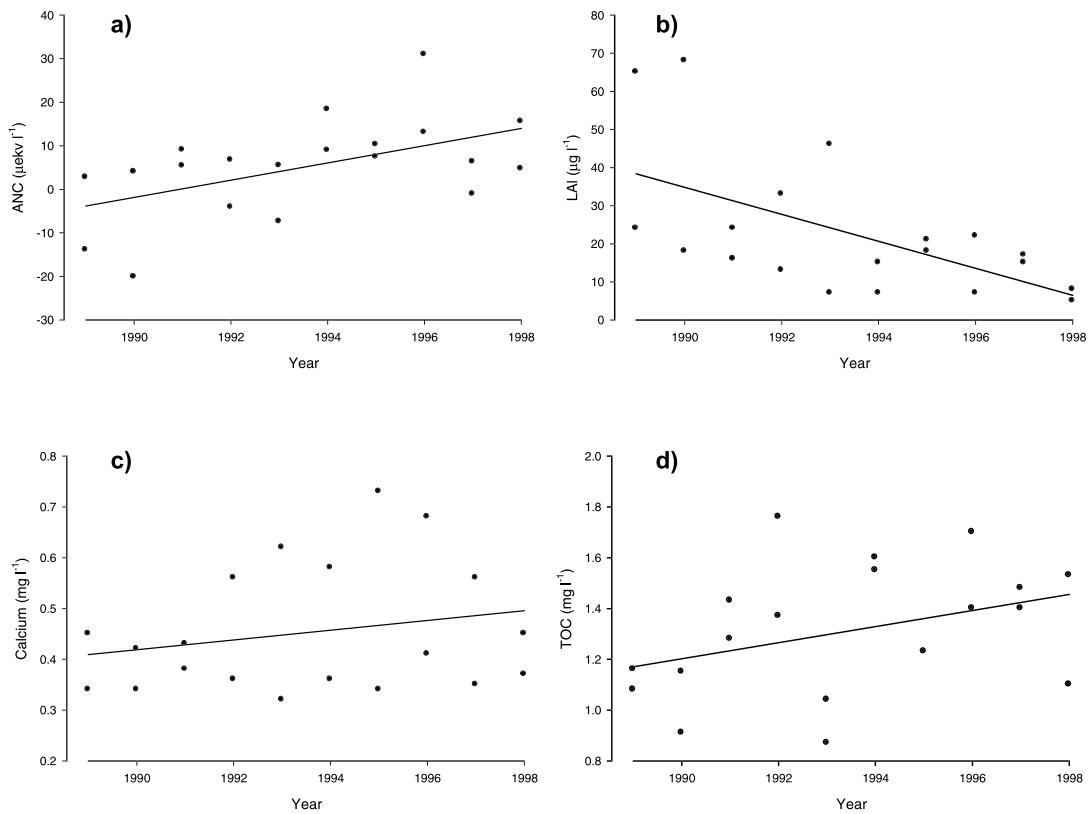 a)
ANC (µekv l⁻¹)
40
30
20
10
0
-10
-20
-30
1990 1992 1994 1996 1998
Year
b)
LAl (µg l⁻¹)
80
70
60
50
40
30
20
10
0
1990 1992 1994 1996 1998
Year
c)
Calcium (mg l⁻¹)
0.8
0.7
0.6
0.5
0.4
0.3
0.2
1990 1992 1994 1996 1998
Year
d)
TOC (mg l⁻¹)
2.0
1.8
1.6
1.4
1.2
1.0
0.8
1990 1992 1994 1996 1998
Year